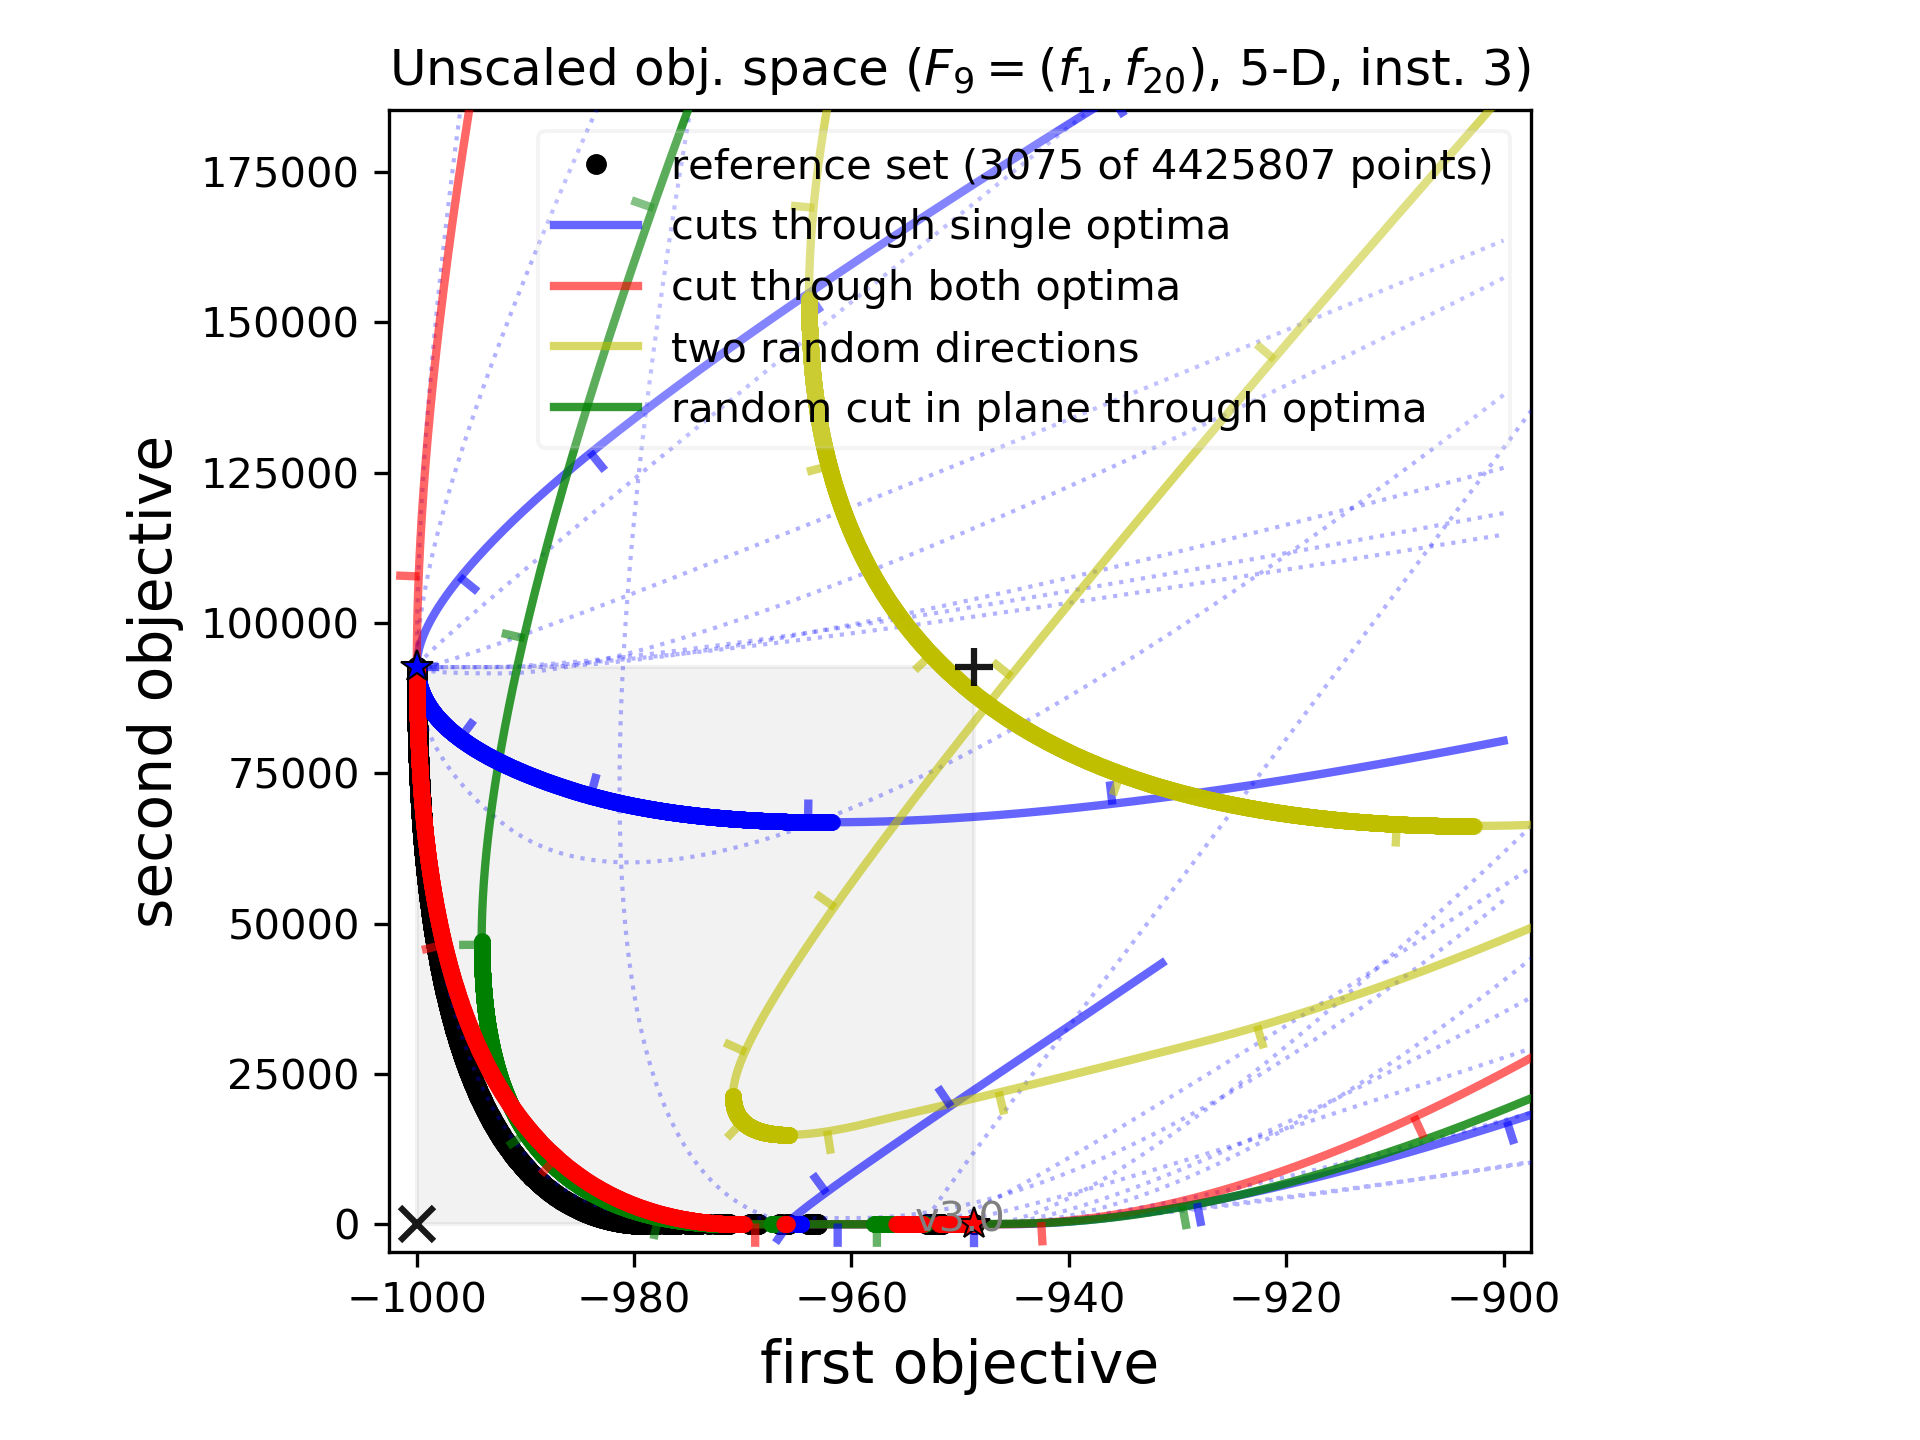 Unscaled obj. space (F₉ = (f₁, f₂₀), 5-D, inst. 3)
reference set (3075 of 4425807 points)
cuts through single optima
cut through both optima
two random directions
random cut in plane through optima
second objective
175000
150000
125000
100000
75000
50000
25000
0
v3.0
−1000
−980
−960
−940
−920
−900
first objective